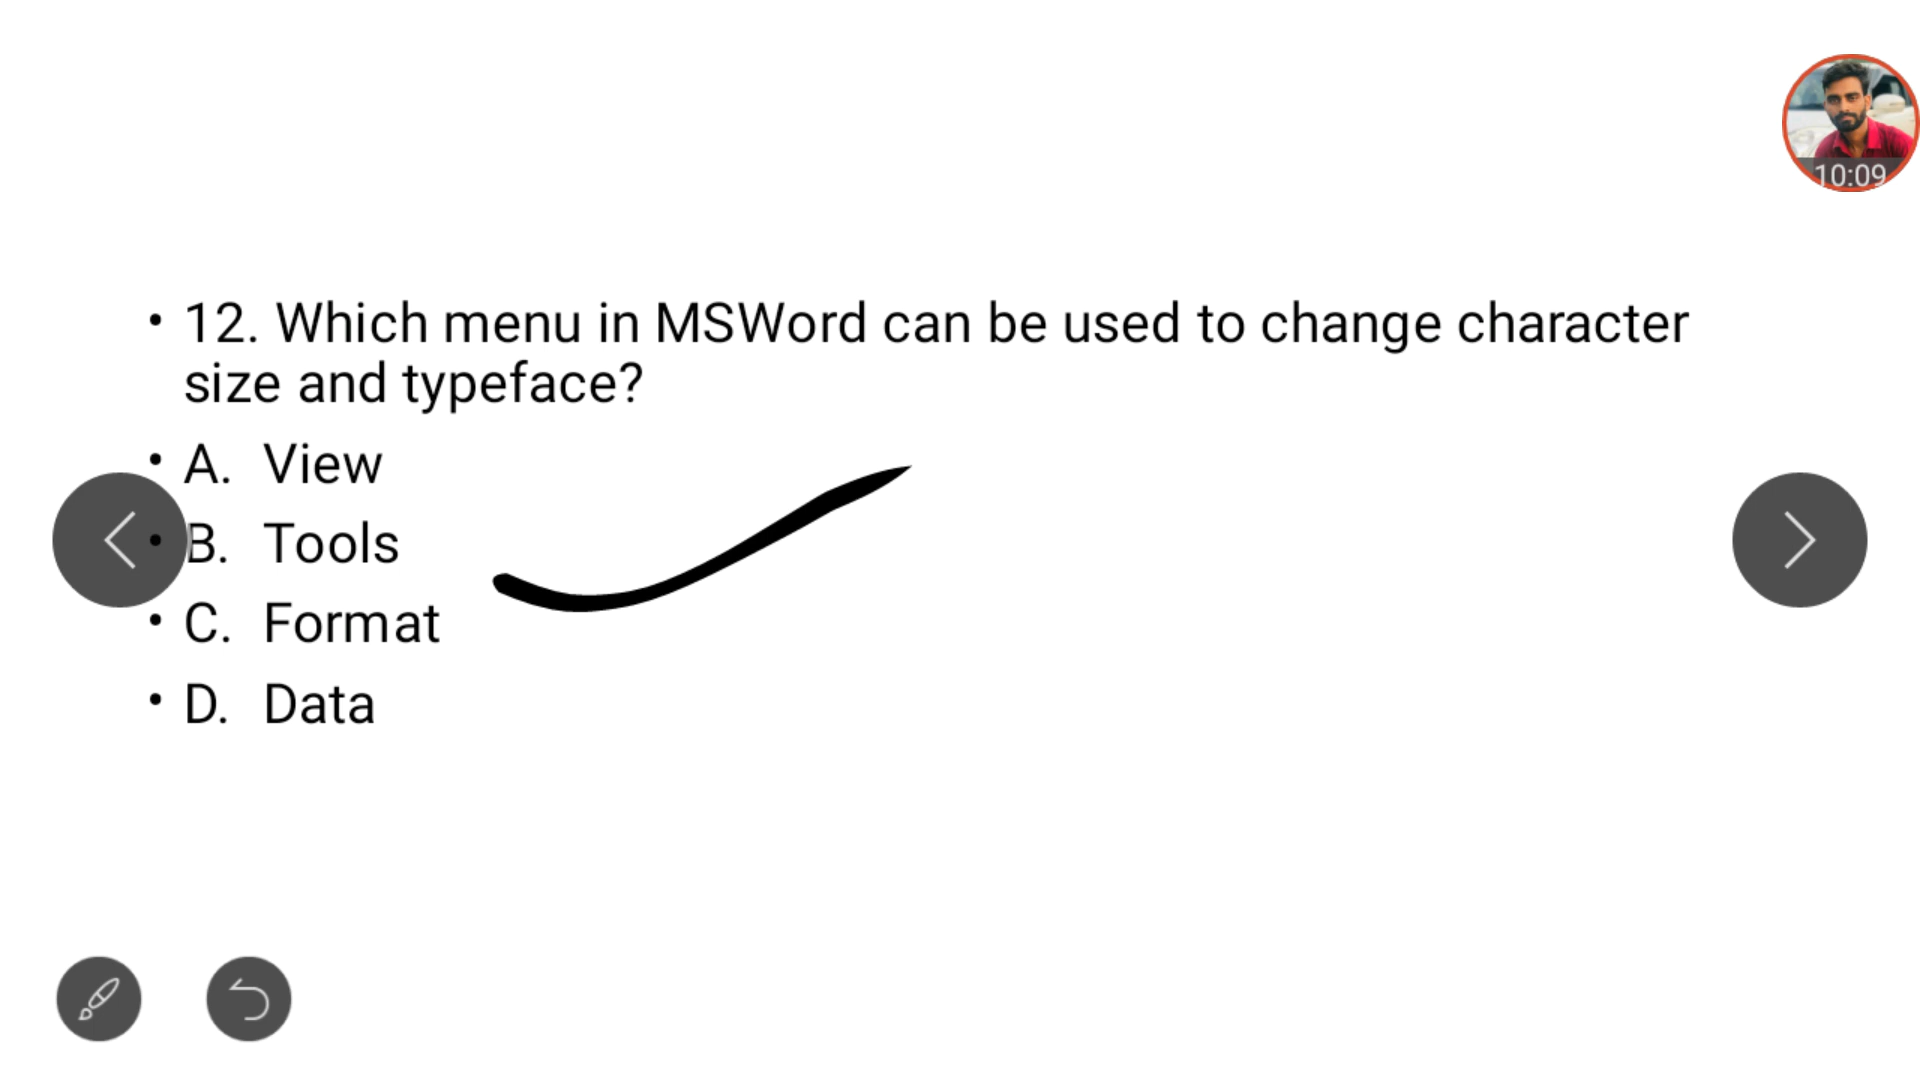 10:09
• 12. Which menu in MSWord can be used to change character
size and typeface?
• A. View
• B. Tools
• C. Format
• D. Data